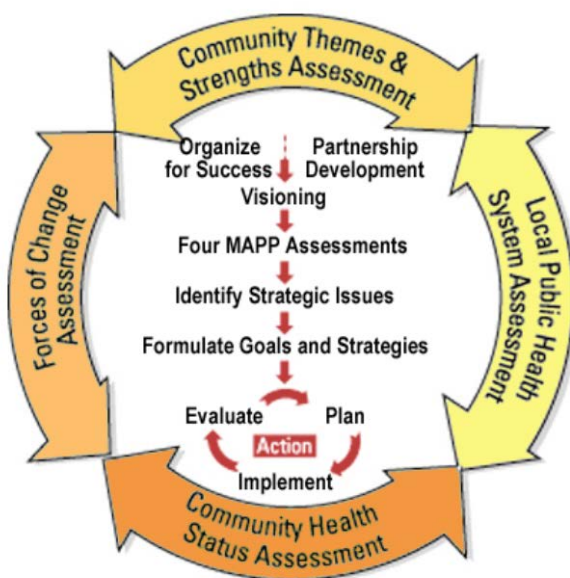 Community Themes &
Strengths Assessment
Organize
for Success
Partnership
Development
Visioning
Four MAPP Assessments
Identify Strategic Issues
Formulate Goals and Strategies
Evaluate
Plan
Action
Implement
Forces of Change
Assessment
Local Public Health
System Assessment
Community Health
Status Assessment